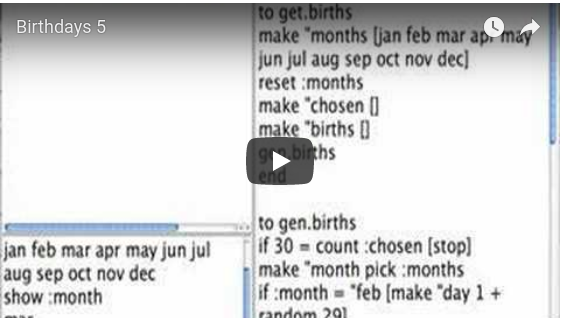 Birthdays 5
to get.births
make "months [jan feb mar apr may
jun jul aug sep oct nov dec]
reset :months
make "chosen []
make "births []
gen.births
end
to gen.births
if 30 = count :chosen [stop]
make "month pick :months
if :month = "feb [make "day 1 +
random 29]
jan feb mar apr may jun jul
aug sep oct nov dec
show :month
mar